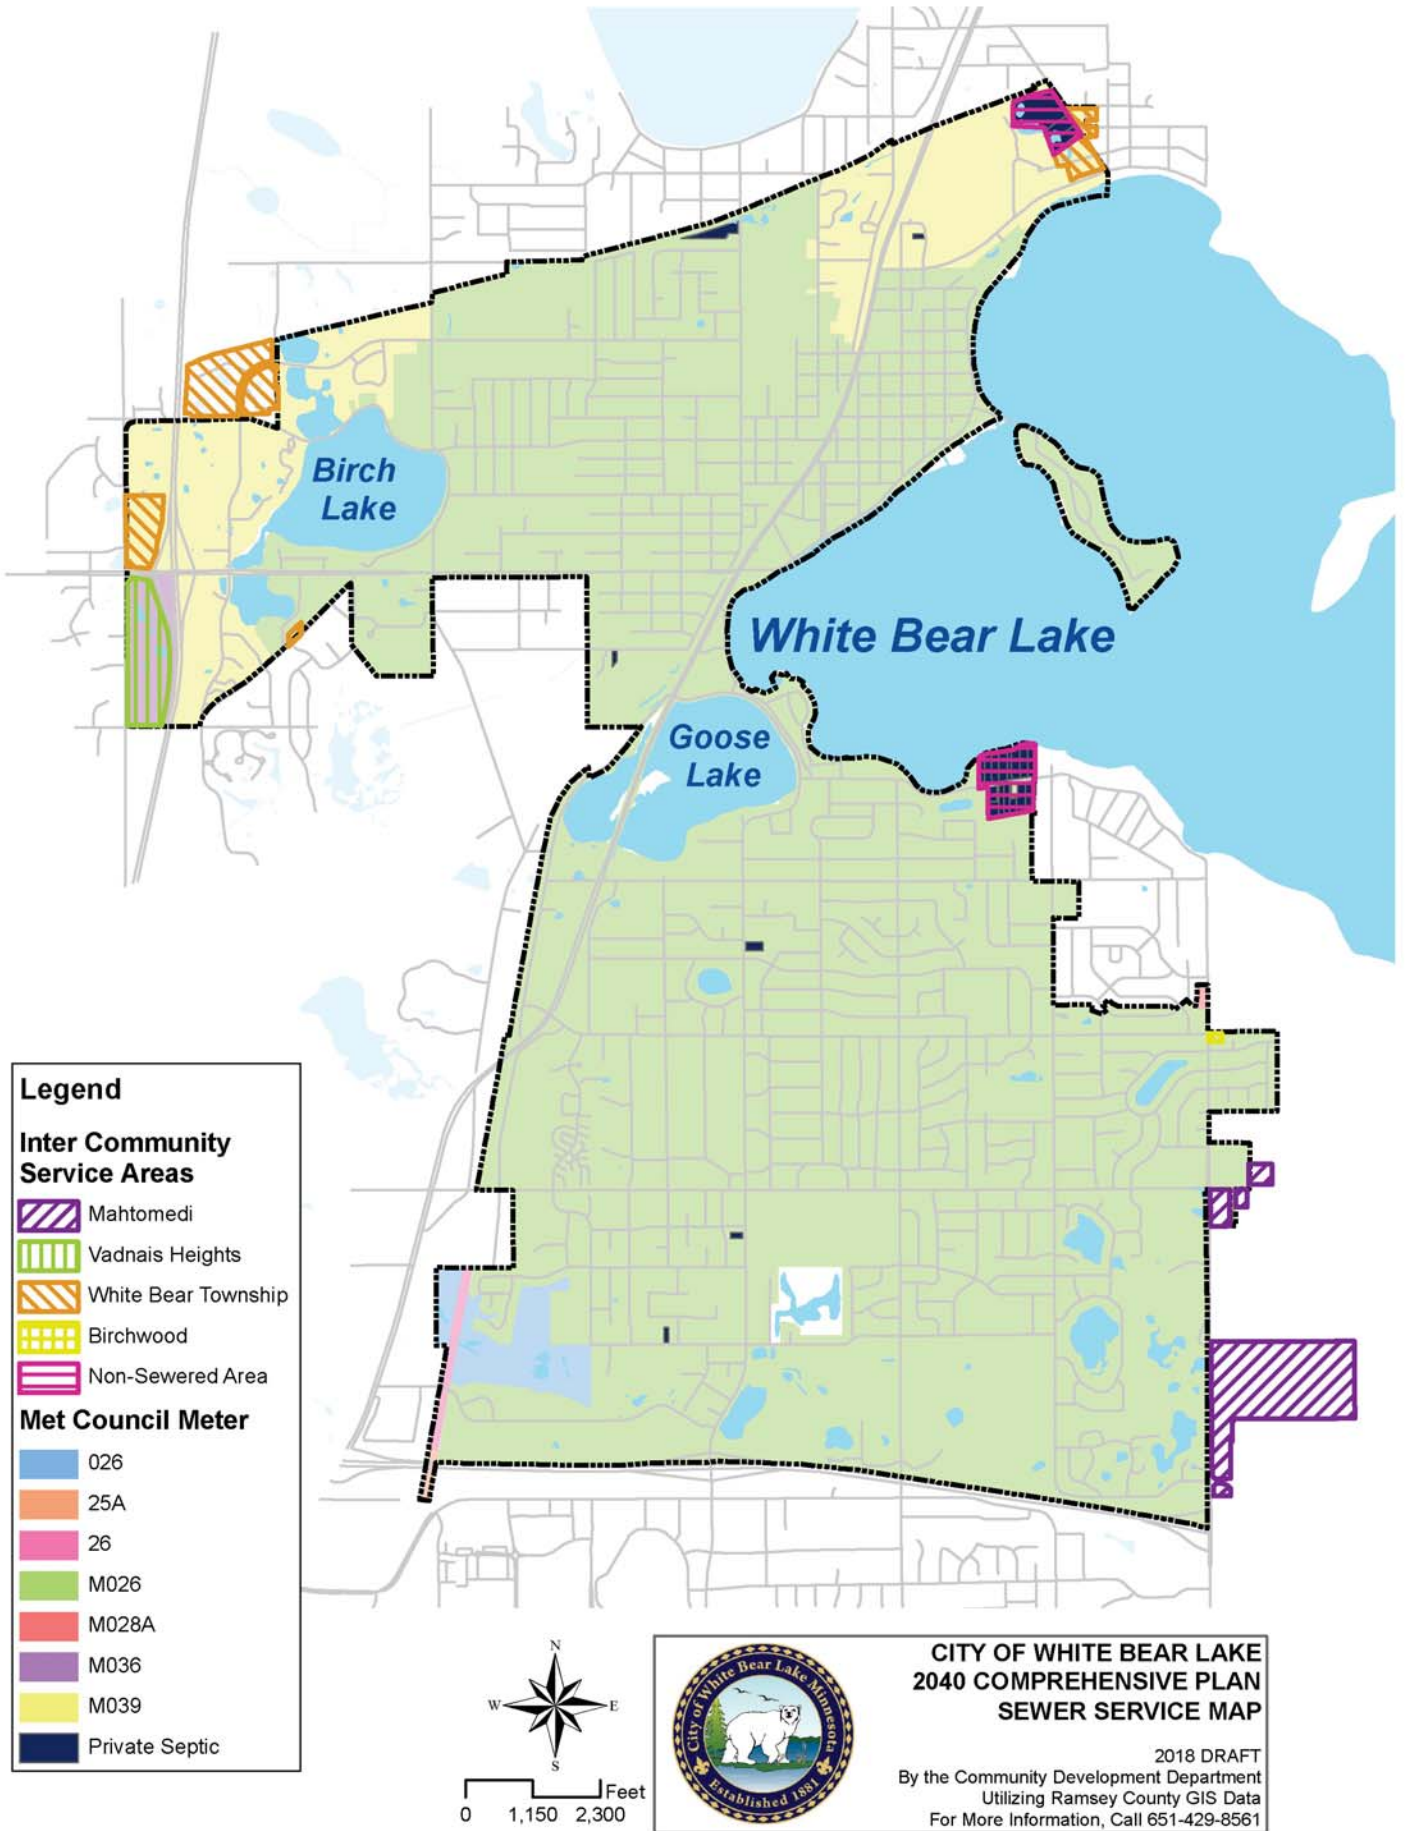 Birch
Lake
White Bear Lake
Goose
Lake
Legend
Inter Community
Service Areas
Mahtomedi
Vadnais Heights
White Bear Township
Birchwood
Non-Sewered Area
Met Council Meter
026
25A
26
M026
M028A
M036
M039
Private Septic
N
W
E
S
Feet
0 1,150 2,300
City of White Bear Lake Minnesota
Established 1881
CITY OF WHITE BEAR LAKE
2040 COMPREHENSIVE PLAN
SEWER SERVICE MAP
2018 DRAFT
By the Community Development Department
Utilizing Ramsey County GIS Data
For More Information, Call 651-429-8561